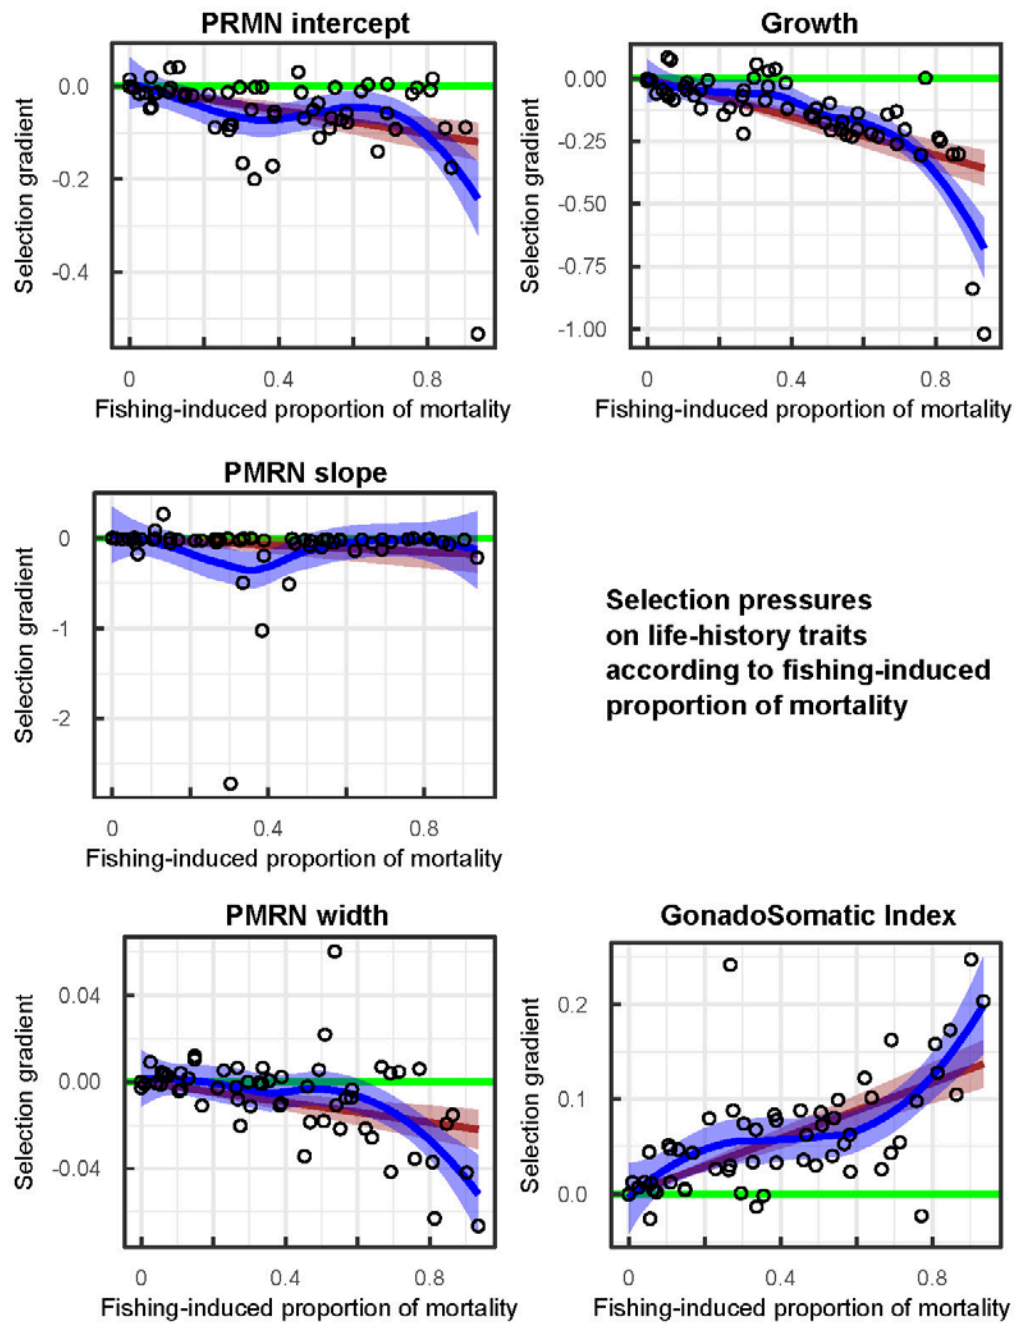 PRMN intercept
Selection gradient
0.0
-0.2
-0.4
0
0.4
0.8
Fishing-induced proportion of mortality
Growth
Selection gradient
0.00
-0.25
-0.50
-0.75
-1.00
0
0.4
0.8
Fishing-induced proportion of mortality
PMRN slope
Selection gradient
0
-1
-2
0
0.4
0.8
Fishing-induced proportion of mortality
Selection pressures
on life-history traits
according to fishing-induced
proportion of mortality
PMRN width
Selection gradient
0.04
0.00
-0.04
0
0.4
0.8
Fishing-induced proportion of mortality
GonadoSomatic Index
Selection gradient
0.2
0.1
0.0
0
0.4
0.8
Fishing-induced proportion of mortality